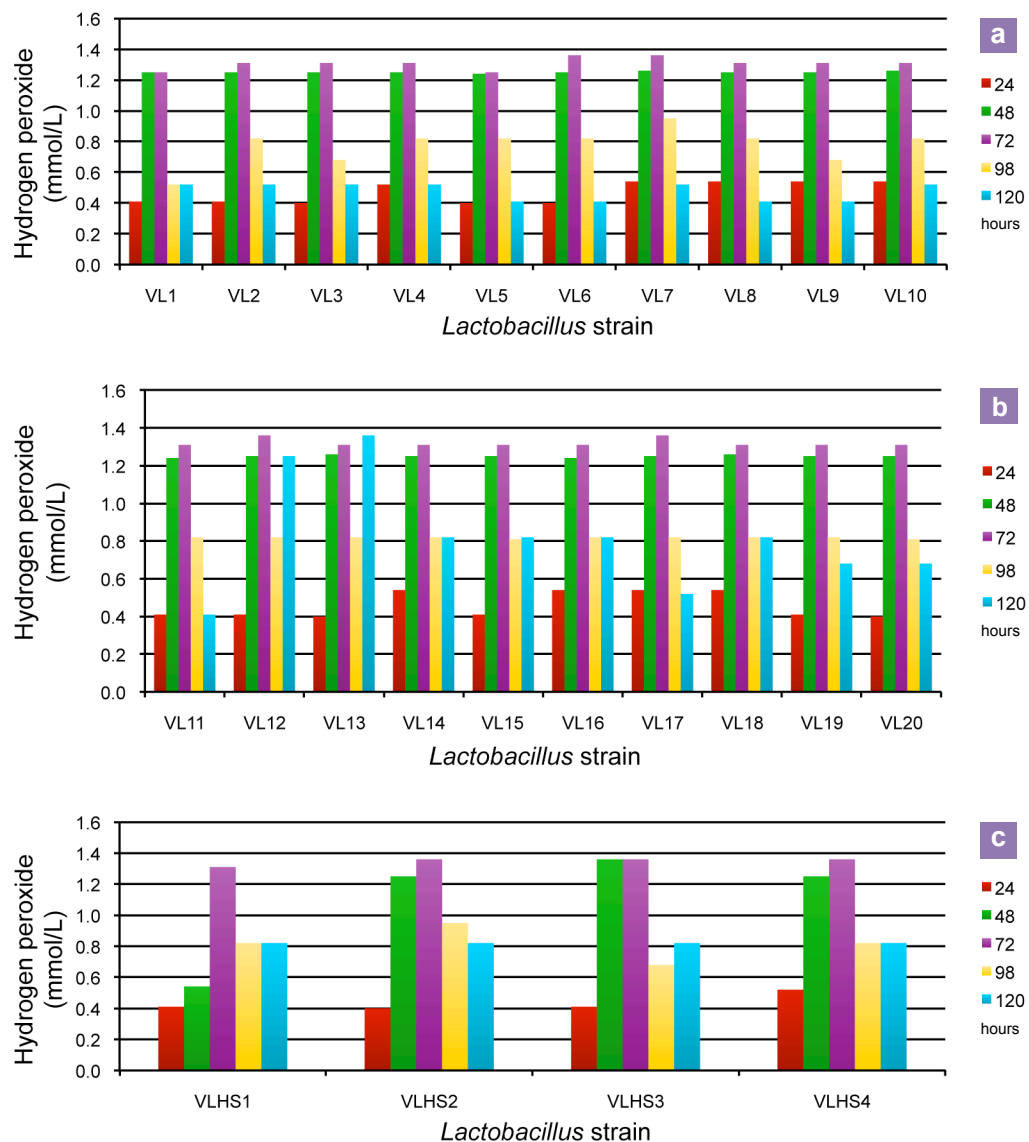 a
1.6
1.4
1.2
1.0
0.8
0.6
0.4
0.2
0.0
Hydrogen peroxide
(mmol/L)
VL1 VL2 VL3 VL4 VL5 VL6 VL7 VL8 VL9 VL10
Lactobacillus strain
24
48
72
98
120
hours
b
1.6
1.4
1.2
1.0
0.8
0.6
0.4
0.2
0.0
Hydrogen peroxide
(mmol/L)
VL11 VL12 VL13 VL14 VL15 VL16 VL17 VL18 VL19 VL20
Lactobacillus strain
24
48
72
98
120
hours
c
1.6
1.4
1.2
1.0
0.8
0.6
0.4
0.2
0.0
Hydrogen peroxide
(mmol/L)
VLHS1 VLHS2 VLHS3 VLHS4
Lactobacillus strain
24
48
72
98
120
hours